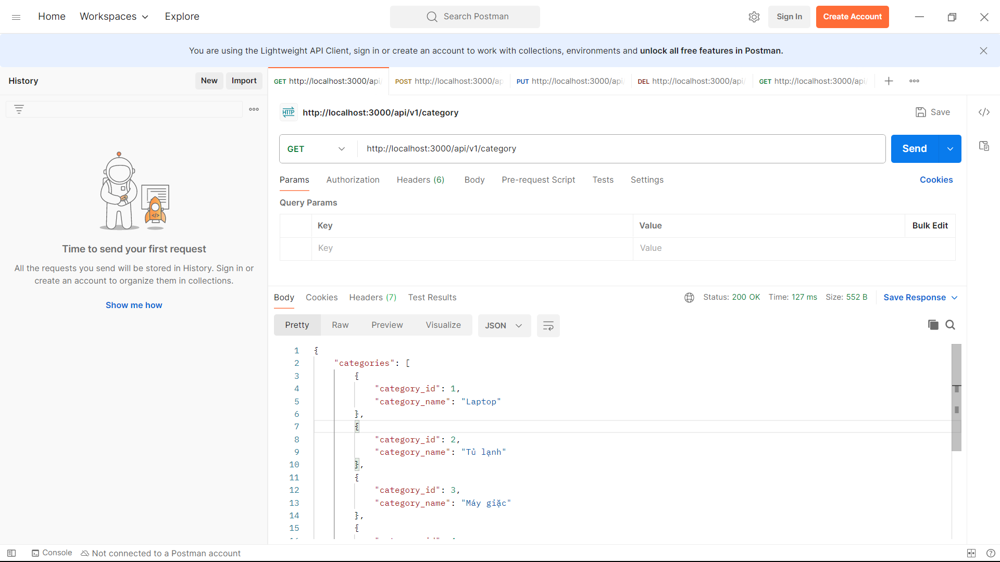 Home Workspaces Explore Search Postman Sign In Create Account
You are using the Lightweight API Client, sign in or create an account to work with collections, environments and unlock all free features in Postman.
History New Import
GET http://localhost:3000/api/ POST http://localhost:3000/ap PUT http://localhost:3000/api/ DEL http://localhost:3000/api/ GET http://localhost:3000/api/
HTTP http://localhost:3000/api/v1/category Save </>
GET http://localhost:3000/api/v1/category Send
Params Authorization Headers (6) Body Pre-request Script Tests Settings Cookies
Query Params
Key Value Bulk Edit
Key Value
</>
Time to send your first request
All the requests you send will be stored in History. Sign in or
create an account to organize them in collections.
Show me how
Body Cookies Headers (7) Test Results Status: 200 OK Time: 127 ms Size: 552 B Save Response
Pretty Raw Preview Visualize JSON
1 {
2 "categories": [
3 {
4 "category_id": 1,
5 "category_name": "Laptop"
6 },
7 {
8 "category_id": 2,
9 "category_name": "Tủ lạnh"
10 },
11 {
12 "category_id": 3,
13 "category_name": "Máy giặc"
14 },
15 {
Console Not connected to a Postman account